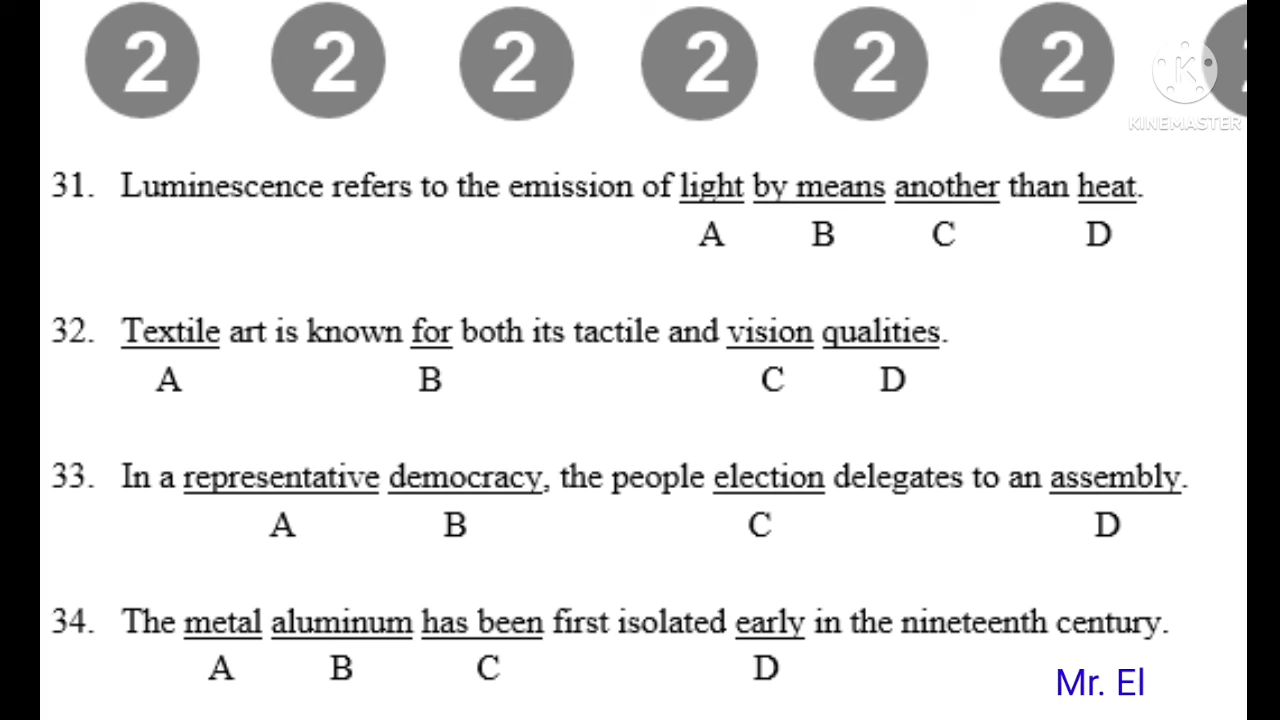 2 2 2 2 2 2
KINEMASTER
31. Luminescence refers to the emission of light by means another than heat.
A B C D
32. Textile art is known for both its tactile and vision qualities.
A B C D
33. In a representative democracy, the people election delegates to an assembly.
A B C D
34. The metal aluminum has been first isolated early in the nineteenth century.
A B C D
Mr. El